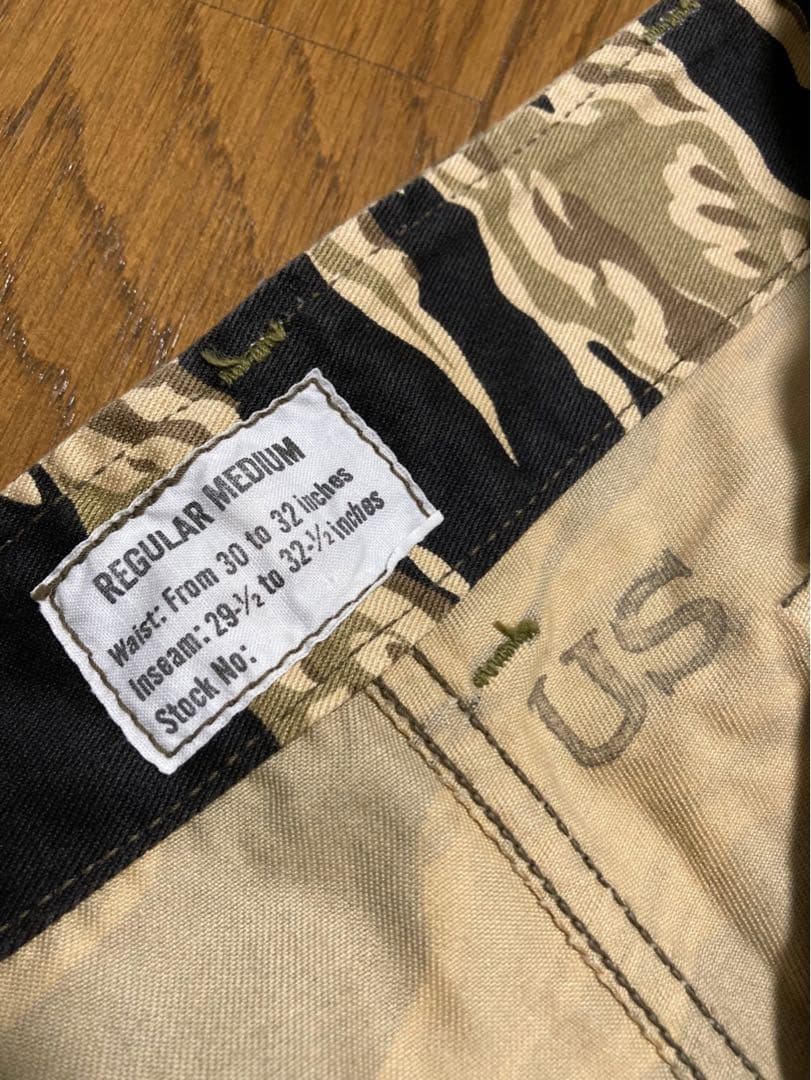 REGULAR MEDIUM
Waist: From 30 to 32 inches
Inseam: 29-½ to 32-½ inches
Stock No:
US